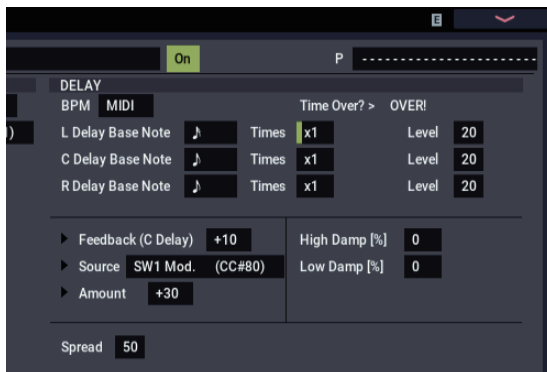 E
On P -----------------------
DELAY
BPM MIDI Time Over? > OVER!
L Delay Base Note ♪ Times x1 Level 20
C Delay Base Note ♪ Times x1 Level 20
R Delay Base Note ♪ Times x1 Level 20
Feedback (C Delay) +10 High Damp [%] 0
Source SW1 Mod. (CC#80) Low Damp [%] 0
Amount +30
Spread 50